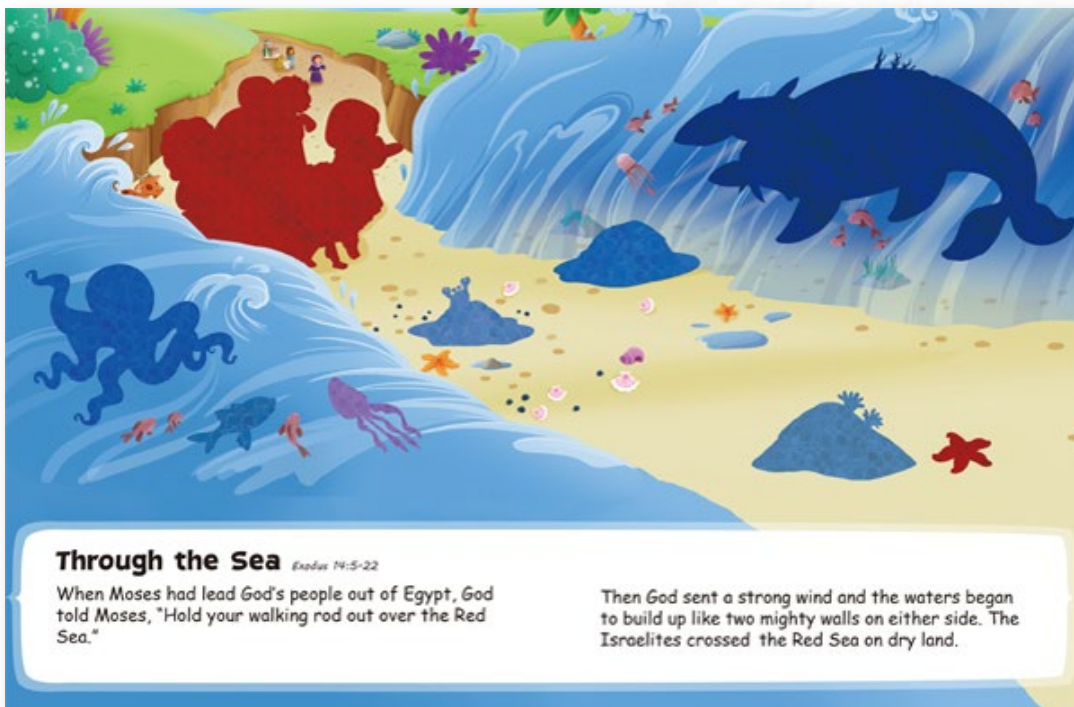 Through the Sea Exodus 14:5-22
When Moses had lead God's people out of Egypt, God
told Moses, "Hold your walking rod out over the Red
Sea."
Then God sent a strong wind and the waters began
to build up like two mighty walls on either side. The
Israelites crossed the Red Sea on dry land.